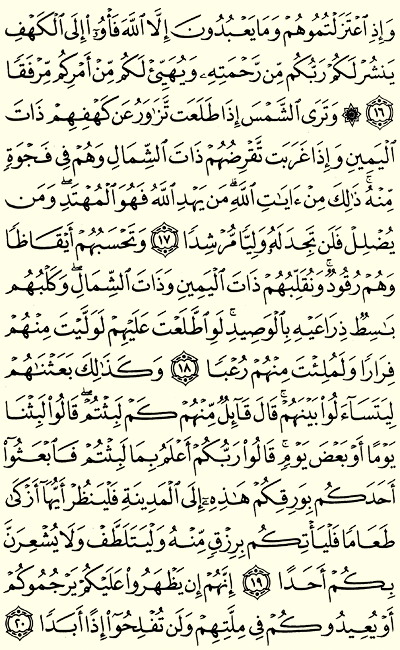 وَإِذِ ٱعۡتَزَلۡتُمُوهُمۡ وَمَا يَعۡبُدُونَ إِلَّا ٱللَّهَ فَأۡوُۥٓاْ إِلَى ٱلۡكَهۡفِ
يَنشُرۡ لَكُمۡ رَبُّكُم مِّن رَّحۡمَتِهِۦ وَيُهَيِّئۡ لَكُم مِّنۡ أَمۡرِكُم مِّرۡفَقٗا
١٦ ۞ وَتَرَى ٱلشَّمۡسَ إِذَا طَلَعَت تَّزَٰوَرُ عَن كَهۡفِهِمۡ ذَاتَ
ٱلۡيَمِينِ وَإِذَا غَرَبَت تَّقۡرِضُهُمۡ ذَاتَ ٱلشِّمَالِ وَهُمۡ فِي فَجۡوَةٖ
مِّنۡهُۚ ذَٰلِكَ مِنۡ ءَايَٰتِ ٱللَّهِۗ مَن يَهۡدِ ٱللَّهُ فَهُوَ ٱلۡمُهۡتَدِۖ وَمَن
يُضۡلِلۡ فَلَن تَجِدَ لَهُۥ وَلِيّٗا مُّرۡشِدٗا ١٧ وَتَحۡسَبُهُمۡ أَيۡقَاظٗا
وَهُمۡ رُقُودٞۚ وَنُقَلِّبُهُمۡ ذَاتَ ٱلۡيَمِينِ وَذَاتَ ٱلشِّمَالِۖ وَكَلۡبُهُم
بَٰسِطٞ ذِرَاعَيۡهِ بِٱلۡوَصِيدِۚ لَوِ ٱطَّلَعۡتَ عَلَيۡهِمۡ لَوَلَّيۡتَ مِنۡهُمۡ
فِرَارٗا وَلَمُلِئۡتَ مِنۡهُمۡ رُعۡبٗا ١٨ وَكَذَٰلِكَ بَعَثۡنَٰهُمۡ
لِيَتَسَآءَلُواْ بَيۡنَهُمۡۚ قَالَ قَآئِلٞ مِّنۡهُمۡ كَمۡ لَبِثۡتُمۡۖ قَالُواْ لَبِثۡنَا
يَوۡمًا أَوۡ بَعۡضَ يَوۡمٖۚ قَالُواْ رَبُّكُمۡ أَعۡلَمُ بِمَا لَبِثۡتُمۡ فَٱبۡعَثُوٓاْ
أَحَدَكُم بِوَرِقِكُمۡ هَٰذِهِۦٓ إِلَى ٱلۡمَدِينَةِ فَلۡيَنظُرۡ أَيُّهَآ أَزۡكَىٰ
طَعَامٗا فَلۡيَأۡتِكُم بِرِزۡقٖ مِّنۡهُ وَلۡيَتَلَطَّفۡ وَلَا يُشۡعِرَنَّ
بِكُمۡ أَحَدًا ١٩ إِنَّهُمۡ إِن يَظۡهَرُواْ عَلَيۡكُمۡ يَرۡجُمُوكُمۡ
أَوۡ يُعِيدُوكُمۡ فِي مِلَّتِهِمۡ وَلَن تُفۡلِحُوٓاْ إِذًا أَبَدٗا ٢٠